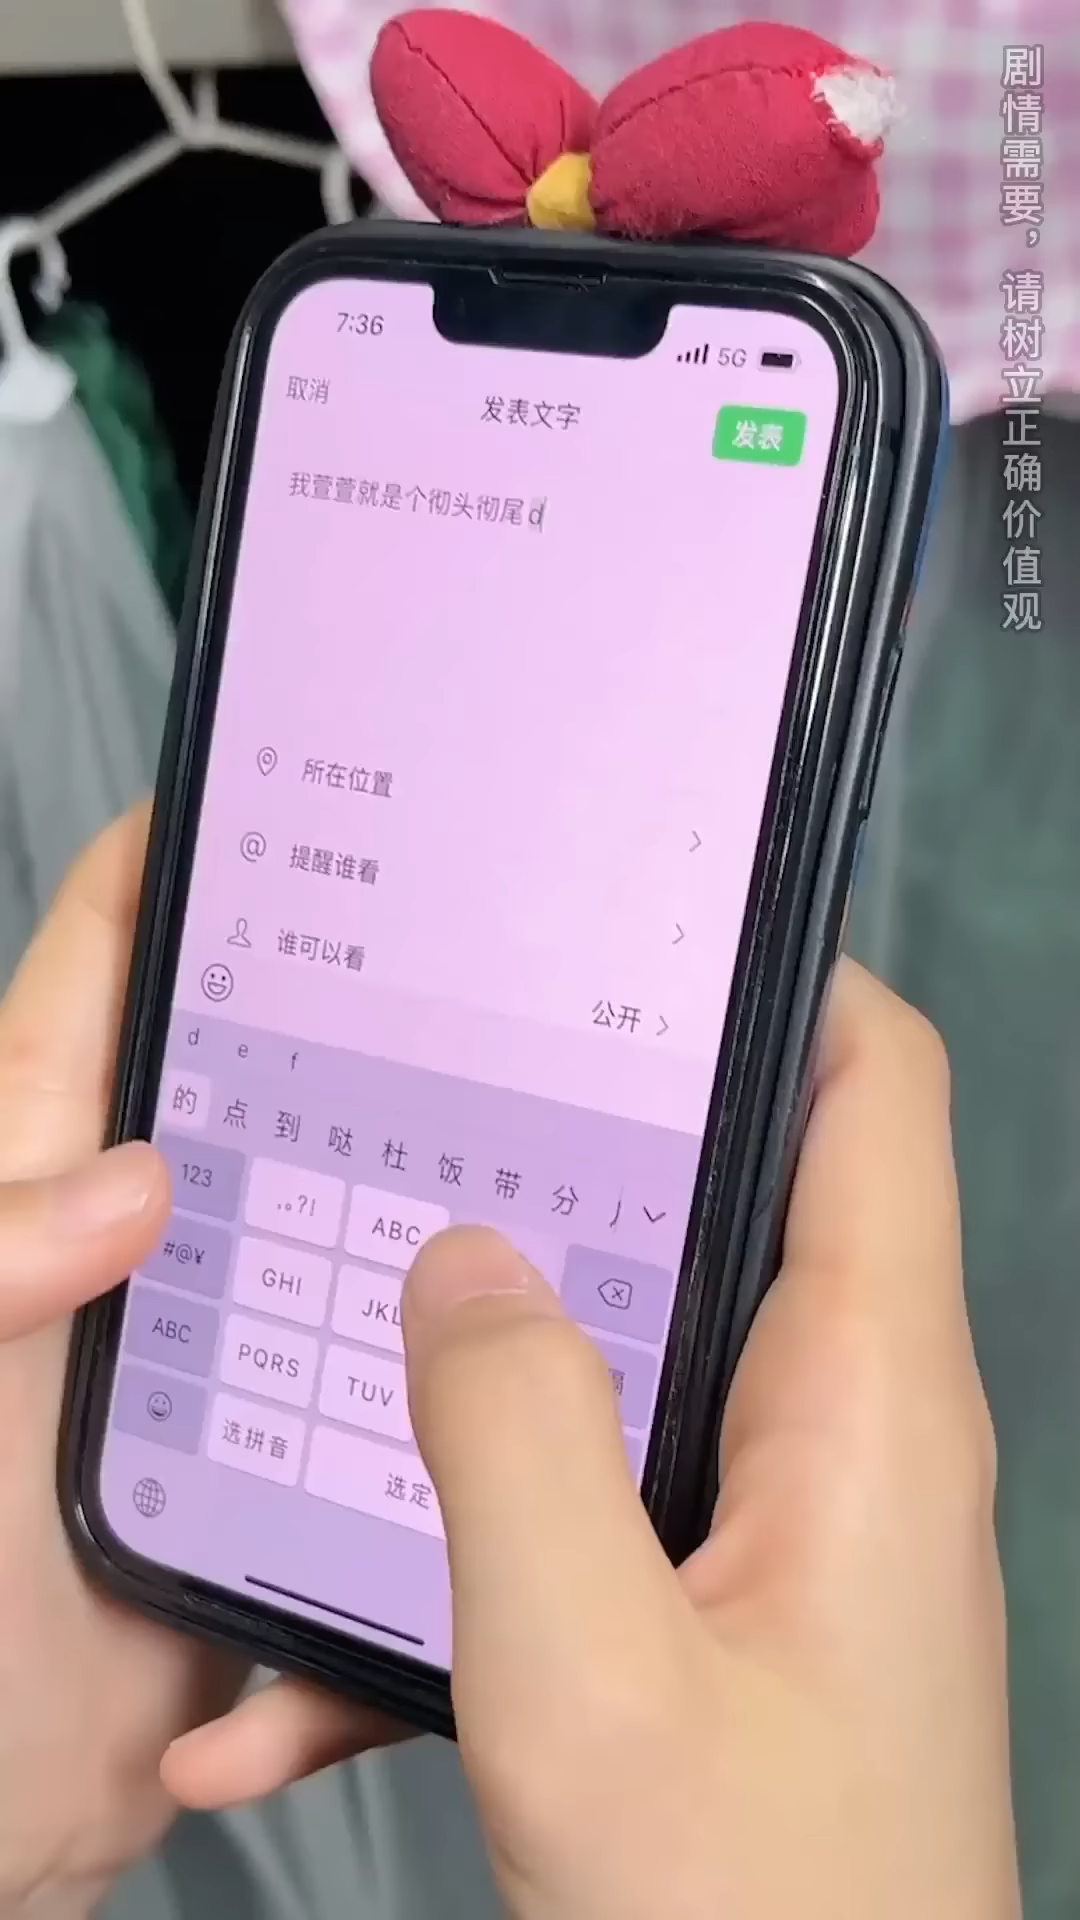 剧情需要，请树立正确价值观
7:36
5G
取消
发表文字
发表
我萱萱就是个彻头彻尾d
所在位置
@
提醒谁看
谁可以看
公开
d e f
的 点 到 哒 杜 饭 带 分
123
.。?!
ABC
#@¥
GHI
JKL
ABC
PQRS
TUV
选拼音
选定